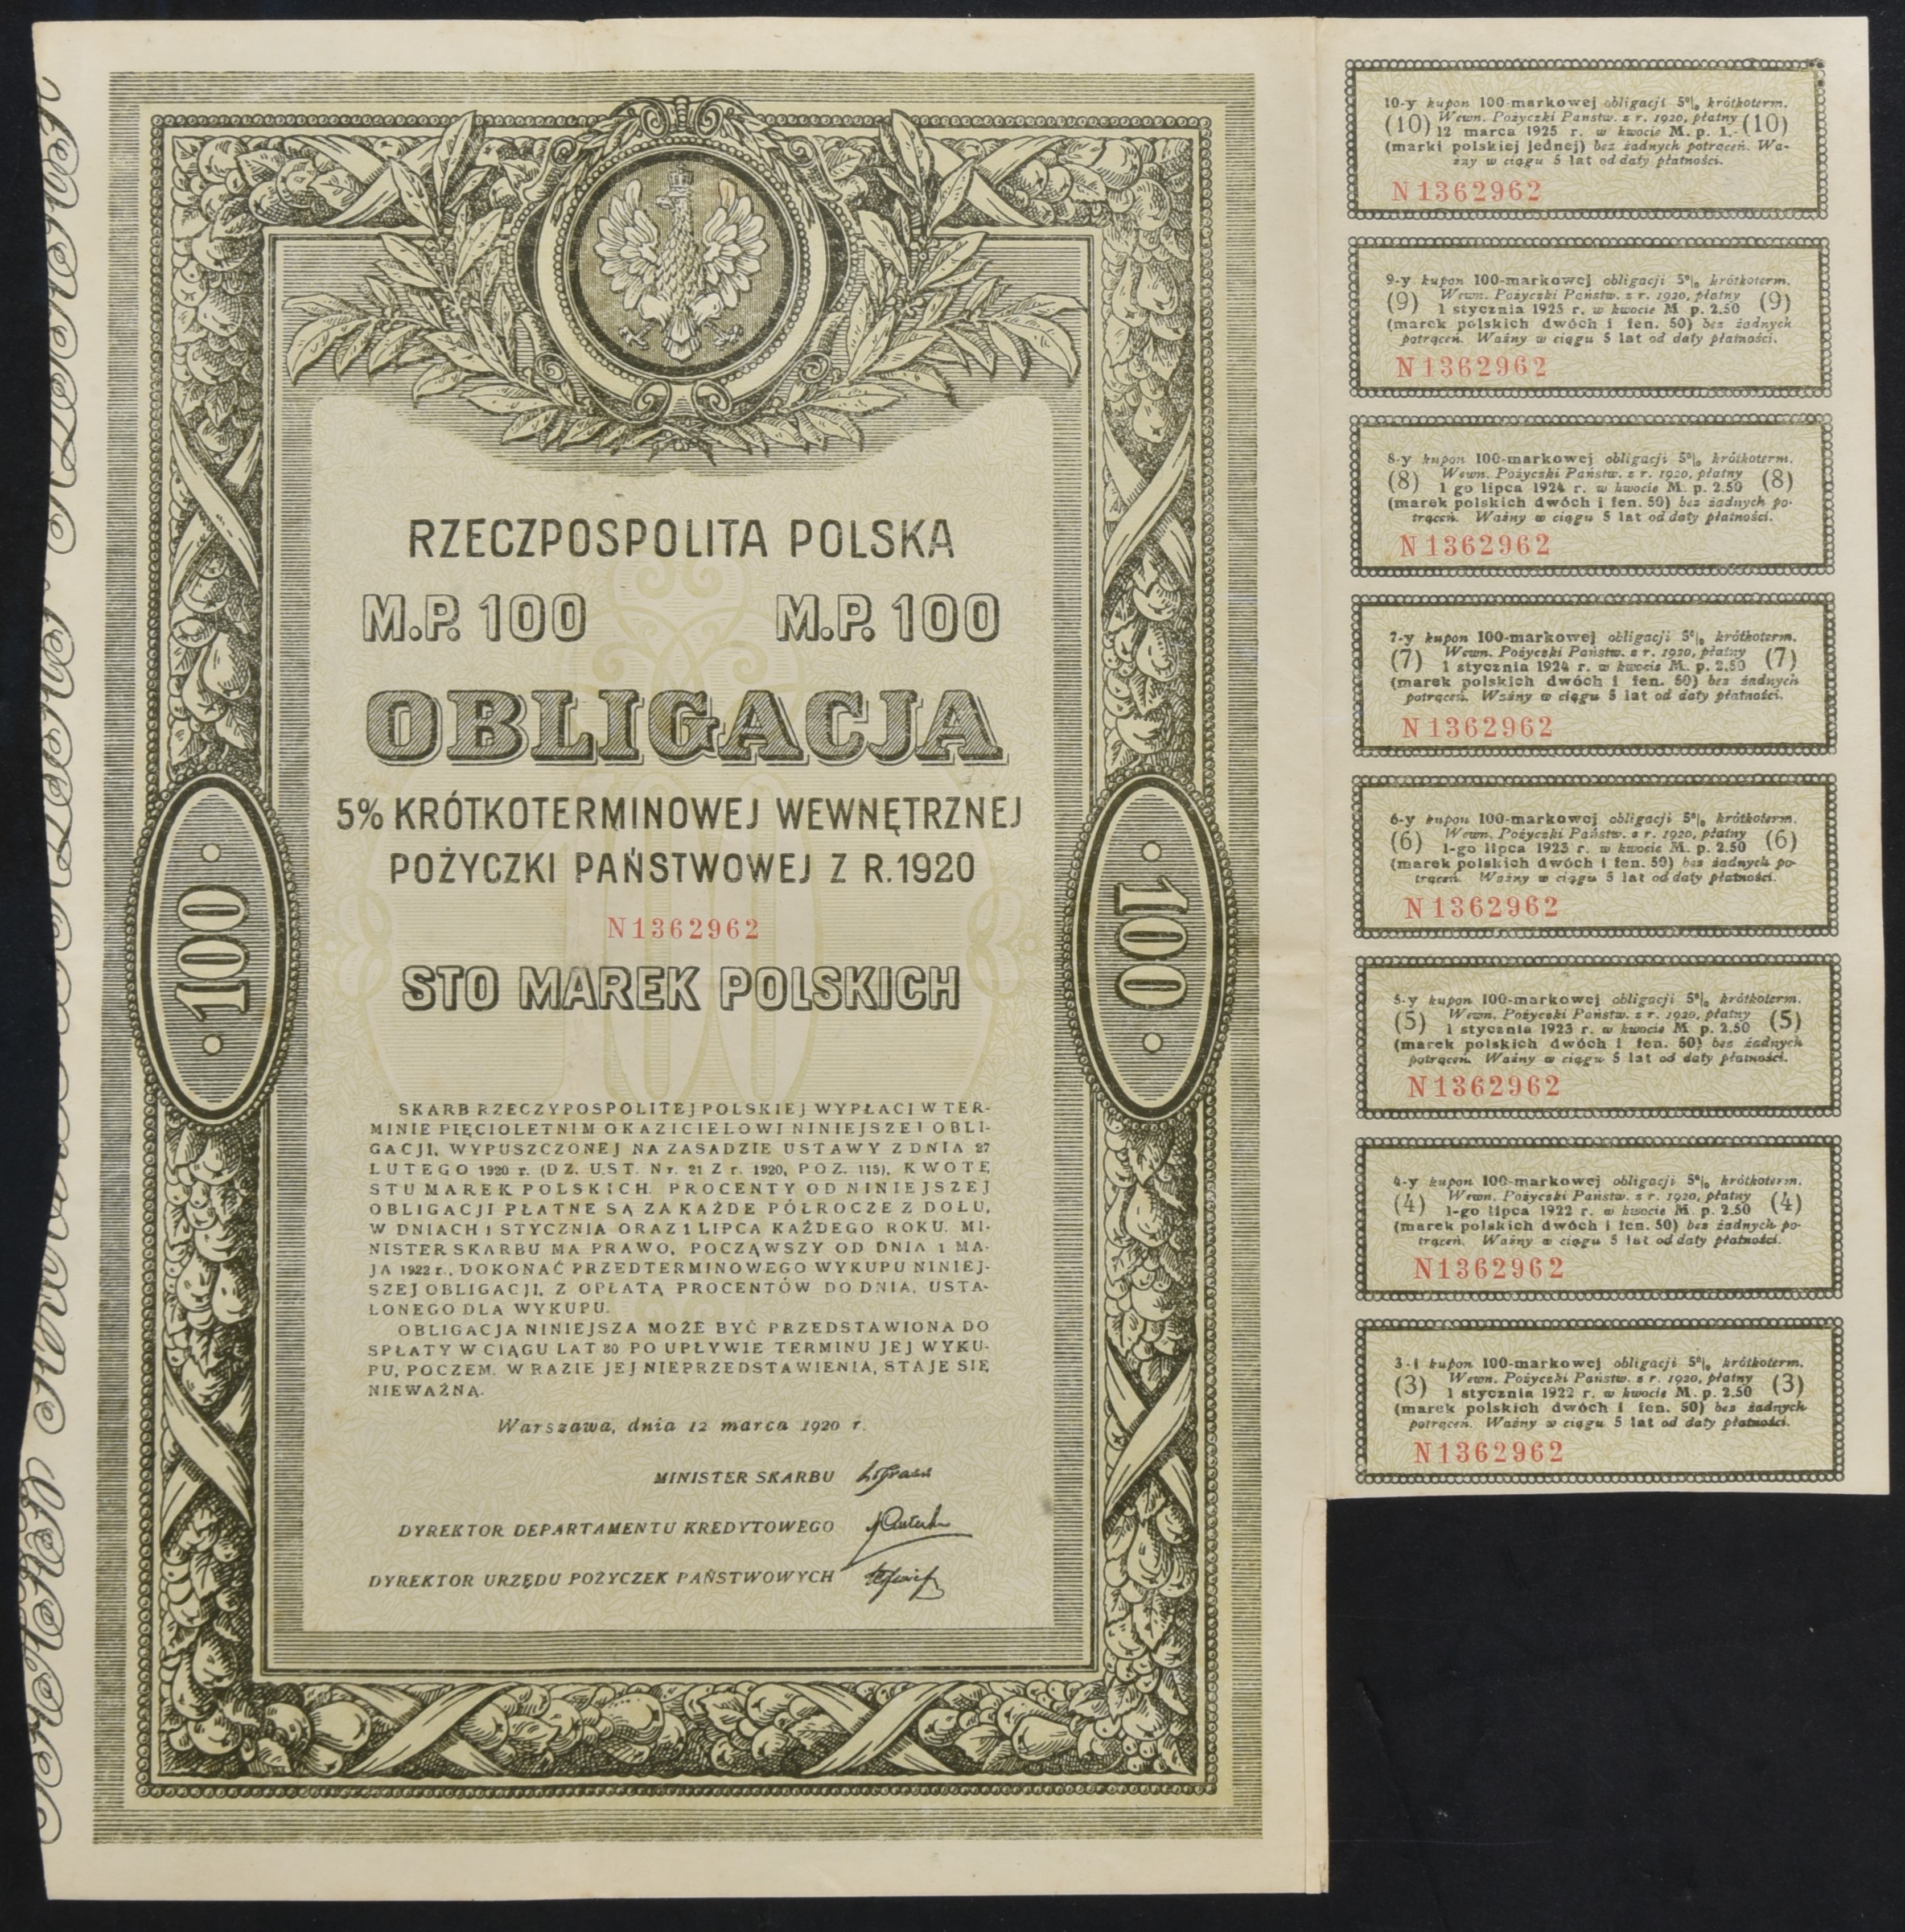 RZECZPOSPOLITA POLSKA
M.P. 100 M.P. 100
OBLIGACJA
5% KRÓTKOTERMINOWEJ WEWNĘTRZNEJ
POŻYCZKI PAŃSTWOWEJ Z R. 1920
N1362962
STO MAREK POLSKICH
· 100 ·
· 100 ·
SKARB RZECZYPOSPOLITEJ POLSKIEJ WYPŁACI W TER-
MINIE PIĘCIOLETNIM OKAZICIELOWI NINIEJSZEJ OBLI-
GACJI, WYPUSZCZONEJ NA ZASADZIE USTAWY Z DNIA 27
LUTEGO 1920 r. (DZ. UST. Nr. 21 Z r. 1920, POZ. 115), KWOTĘ
STU MAREK POLSKICH. PROCENTY OD NINIEJSZEJ
OBLIGACJI PŁATNE SĄ ZA KAŻDE PÓŁROCZE Z DOŁU,
W DNIACH 1 STYCZNIA ORAZ 1 LIPCA KAŻDEGO ROKU. MI-
NISTER SKARBU MA PRAWO, POCZĄWSZY OD DNIA 1 MA-
JA 1922 r., DOKONAĆ PRZEDTERMINOWEGO WYKUPU NINIEJ-
SZEJ OBLIGACJI, Z OPŁATĄ PROCENTÓW DO DNIA, USTA-
LONEGO DLA WYKUPU.
OBLIGACJA NINIEJSZA MOŻE BYĆ PRZEDSTAWIONA DO
SPŁATY W CIĄGU LAT 30 PO UPŁYWIE TERMINU JEJ WYKU-
PU, POCZEM, W RAZIE JEJ NIEPRZEDSTAWIENIA, STAJE SIĘ
NIEWAŻNĄ.
Warszawa, dnia 12 marca 1920 r.
MINISTER SKARBU
DYREKTOR DEPARTAMENTU KREDYTOWEGO
DYREKTOR URZĘDU POŻYCZEK PAŃSTWOWYCH
10-y kupon 100-markowej obligacji 5% krótkoterm.
(10) Wewn. Pożyczki Państw. z r. 1920, płatny (10)
12 marca 1925 r. w kwocie M. p. 1.-
(marki polskiej jednej) bez żadnych potrąceń. Wa-
żny w ciągu 5 lat od daty płatności.
N1362962
9-y kupon 100-markowej obligacji 5% krótkoterm.
(9) Wewn. Pożyczki Państw. z r. 1920, płatny (9)
1 stycznia 1925 r. w kwocie M. p. 2.50
(marek polskich dwóch i fen. 50) bez żadnych
potrąceń. Ważny w ciągu 5 lat od daty płatności.
N1362962
8-y kupon 100-markowej obligacji 5% krótkoterm.
(8) Wewn. Pożyczki Państw. z r. 1920, płatny (8)
1 go lipca 1924 r. w kwocie M. p. 2.50
(marek polskich dwóch i fen. 50) bez żadnych po-
trąceń. Ważny w ciągu 5 lat od daty płatności.
N1362962
7-y kupon 100-markowej obligacji 5% krótkoterm.
(7) Wewn. Pożyczki Państw. z r. 1920, płatny (7)
1 stycznia 1924 r. w kwocie M. p. 2.50
(marek polskich dwóch i fen. 50) bez żadnych
potrąceń. Ważny w ciągu 5 lat od daty płatności.
N1362962
6-y kupon 100-markowej obligacji 5% krótkoterm.
(6) Wewn. Pożyczki Państw. z r. 1920, płatny (6)
1-go lipca 1923 r. w kwocie M. p. 2.50
(marek polskich dwóch i fen. 50) bez żadnych po-
trąceń. Ważny w ciągu 5 lat od daty płatności.
N1362962
5-y kupon 100-markowej obligacji 5% krótkoterm.
(5) Wewn. Pożyczki Państw. z r. 1920, płatny (5)
1 stycznia 1923 r. w kwocie M. p. 2.50
(marek polskich dwóch i fen. 50) bez żadnych
potrąceń. Ważny w ciągu 5 lat od daty płatności.
N1362962
4-y kupon 100-markowej obligacji 5% krótkoterm.
(4) Wewn. Pożyczki Państw. z r. 1920, płatny (4)
1-go lipca 1922 r. w kwocie M. p. 2.50
(marek polskich dwóch i fen. 50) bez żadnych po-
trąceń. Ważny w ciągu 5 lat od daty płatności.
N1362962
3-i kupon 100-markowej obligacji 5% krótkoterm.
(3) Wewn. Pożyczki Państw. z r. 1920, płatny (3)
1 stycznia 1922 r. w kwocie M. p. 2.50
(marek polskich dwóch i fen. 50) bez żadnych
potrąceń. Ważny w ciągu 5 lat od daty płatności.
N1362962